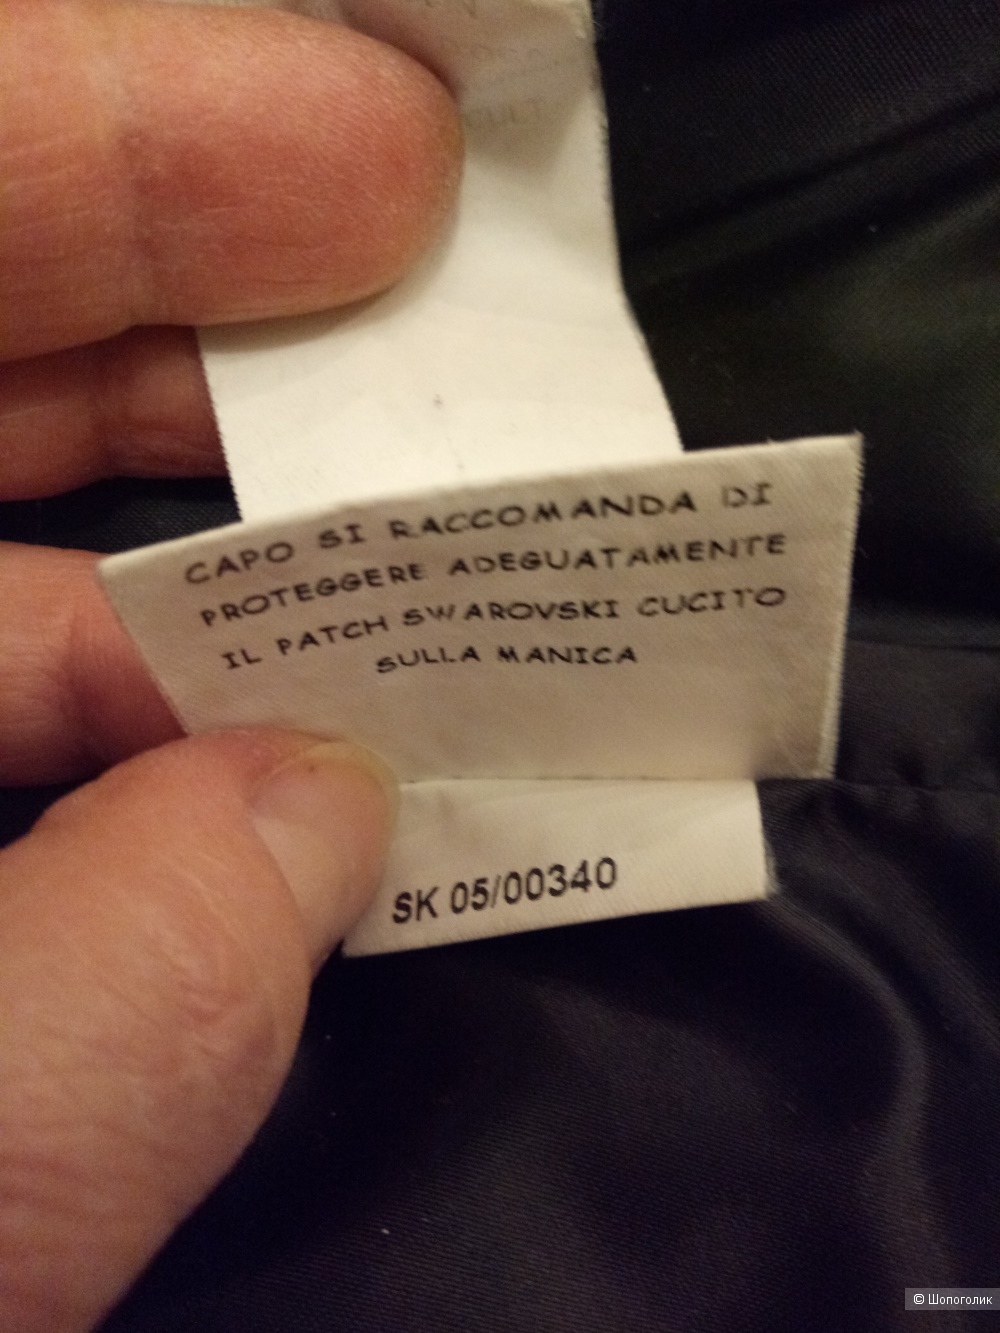 CAPO SI RACCOMANDA DI
PROTEGGERE ADEGUATAMENTE
IL PATCH SWAROVSKI CUCITO
SULLA MANICA
SK 05/00340
© Шопоголик